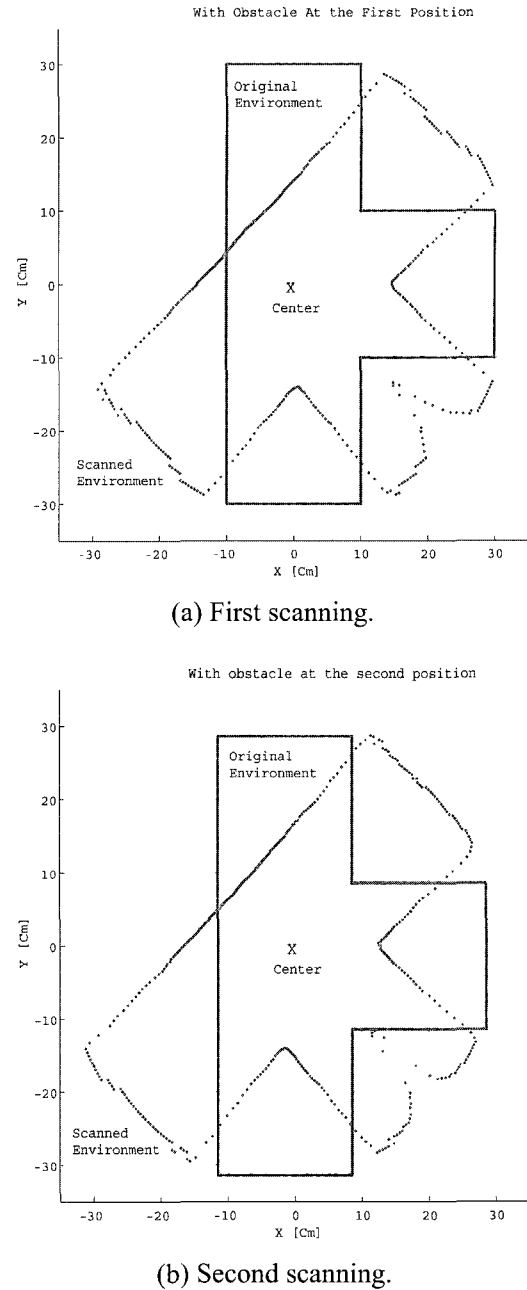 With Obstacle At the First Position
30
20
10
0
-10
-20
-30
Y [Cm]
Original
Environment
X
Center
Scanned
Environment
-30 -20 -10 0 10 20 30
X [Cm]
(a) First scanning.
With obstacle at the second position
30
20
10
0
-10
-20
-30
Y [Cm]
Original
Environment
X
Center
Scanned
Environment
-30 -20 -10 0 10 20 30
X [Cm]
(b) Second scanning.